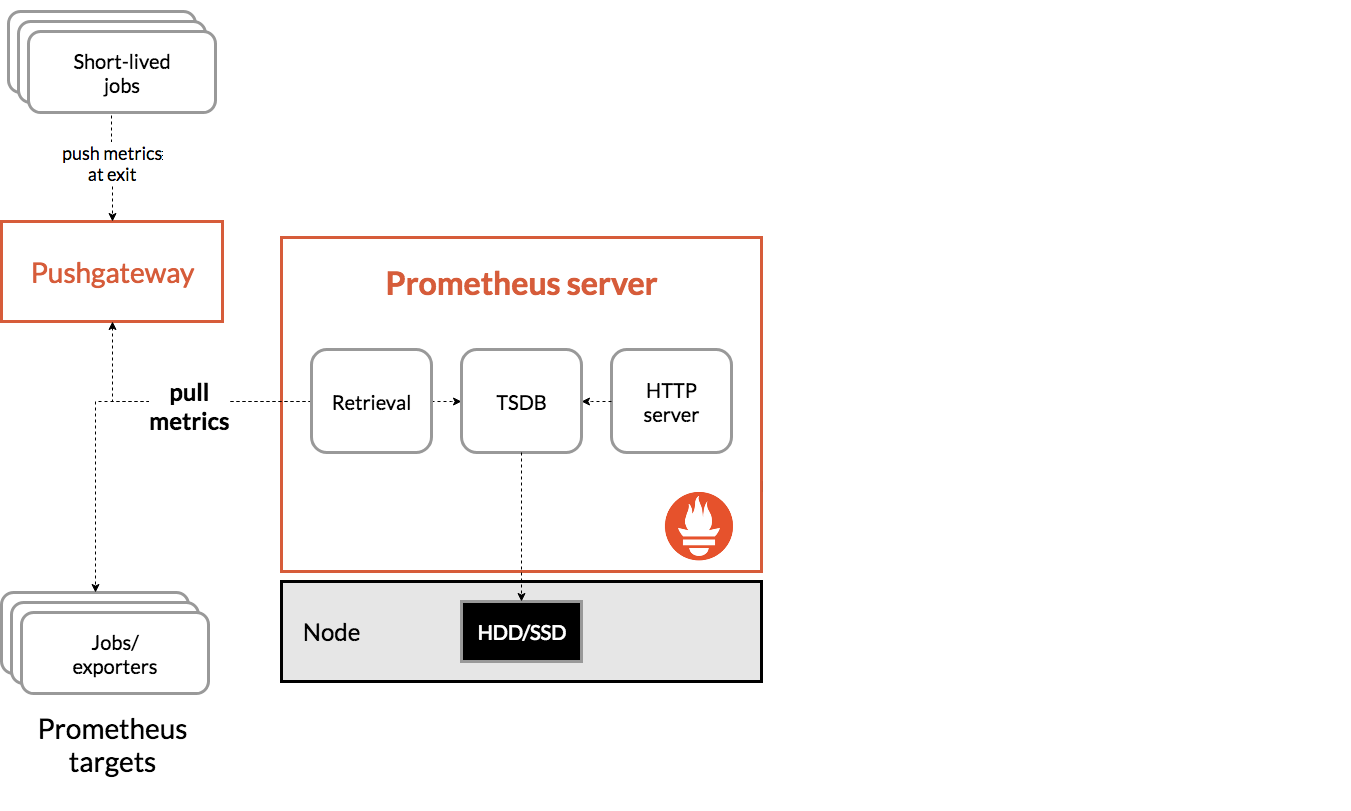 Short-lived
jobs
push metrics
at exit
Pushgateway
Prometheus server
pull
metrics
Retrieval
TSDB
HTTP
server
Node
HDD/SSD
Jobs/
exporters
Prometheus
targets